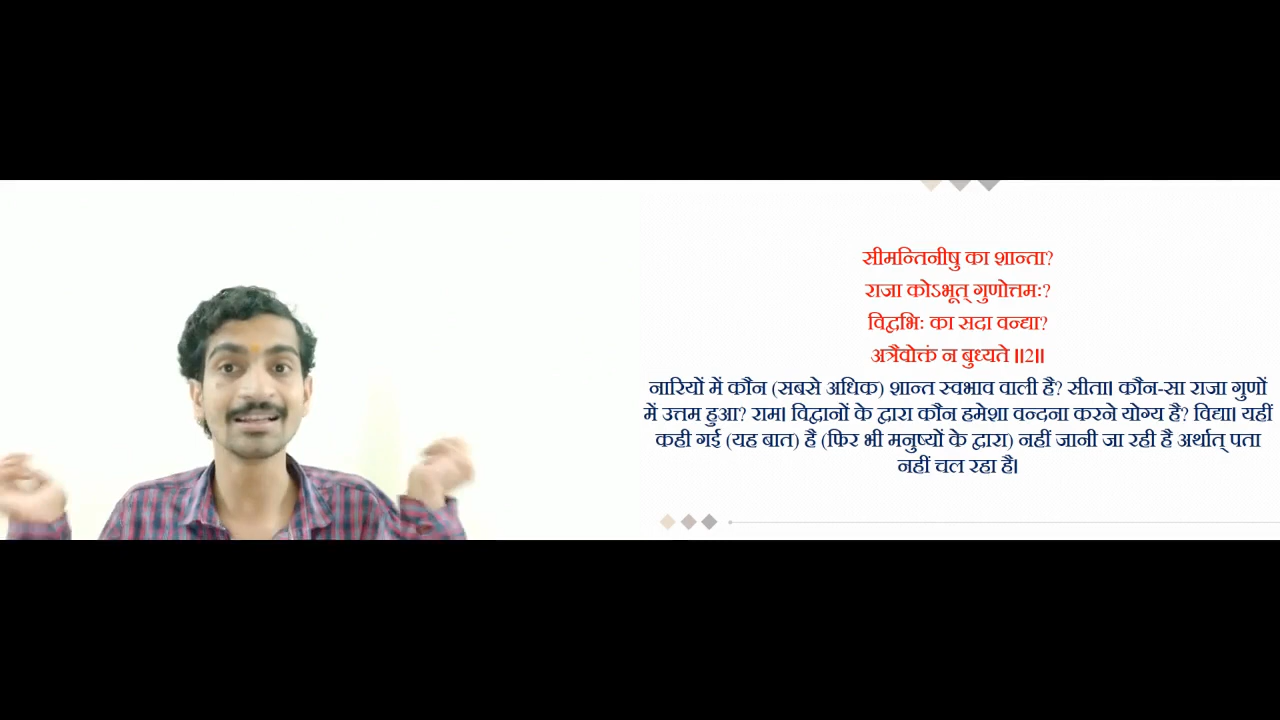 सीमन्तिनीषु का शान्ता?
राजा कोऽभूत् गुणोत्तमः?
विद्वभिः का सदा वन्द्या?
अत्रैवोक्तं न बुध्यते ॥2॥
नारियों में कौन (सबसे अधिक) शान्त स्वभाव वाली है? सीता। कौन-सा राजा गुणों
में उत्तम हुआ? राम। विद्वानों के द्वारा कौन हमेशा वन्दना करने योग्य है? विद्या। यहीं
कही गई (यह बात) है (फिर भी मनुष्यों के द्वारा) नहीं जानी जा रही है अर्थात् पता
नहीं चल रहा है।